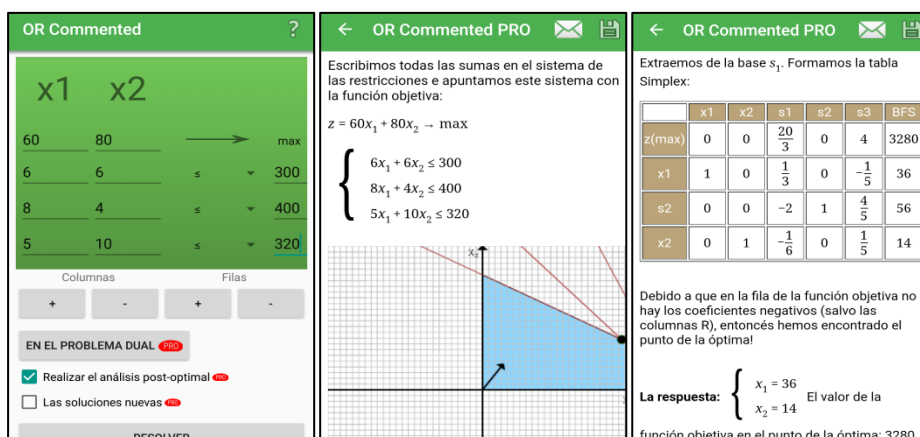 OR Commented ?
x1 x2
60 80 max
6 6 ≤ 300
8 4 ≤ 400
5 10 ≤ 320
Columnas Filas
+ - + -
EN EL PROBLEMA DUAL PRO
Realizar el análisis post-optimal PRO
Las soluciones nuevas PRO
RESOLVER
← OR Commented PRO
Escribimos todas las sumas en el sistema de
las restricciones e apuntamos este sistema con
la función objetiva:
z = 60x₁ + 80x₂ → max
6x₁ + 6x₂ ≤ 300
8x₁ + 4x₂ ≤ 400
5x₁ + 10x₂ ≤ 320
← OR Commented PRO
Extraemos de la base s₁. Formamos la tabla
Simplex:
x1 x2 s1 s2 s3 BFS
z(max) 0 0 20/3 0 4 3280
x1 1 0 1/3 0 -1/5 36
s2 0 0 -2 1 4/5 56
x2 0 1 -1/6 0 1/5 14
Debido a que en la fila de la función objetiva no
hay los coeficientes negativos (salvo las
columnas R), entoncés hemos encontrado el
punto de la óptima!
x₁ = 36
La respuesta: El valor de la
x₂ = 14
función objetiva en el punto de la óptima: 3280